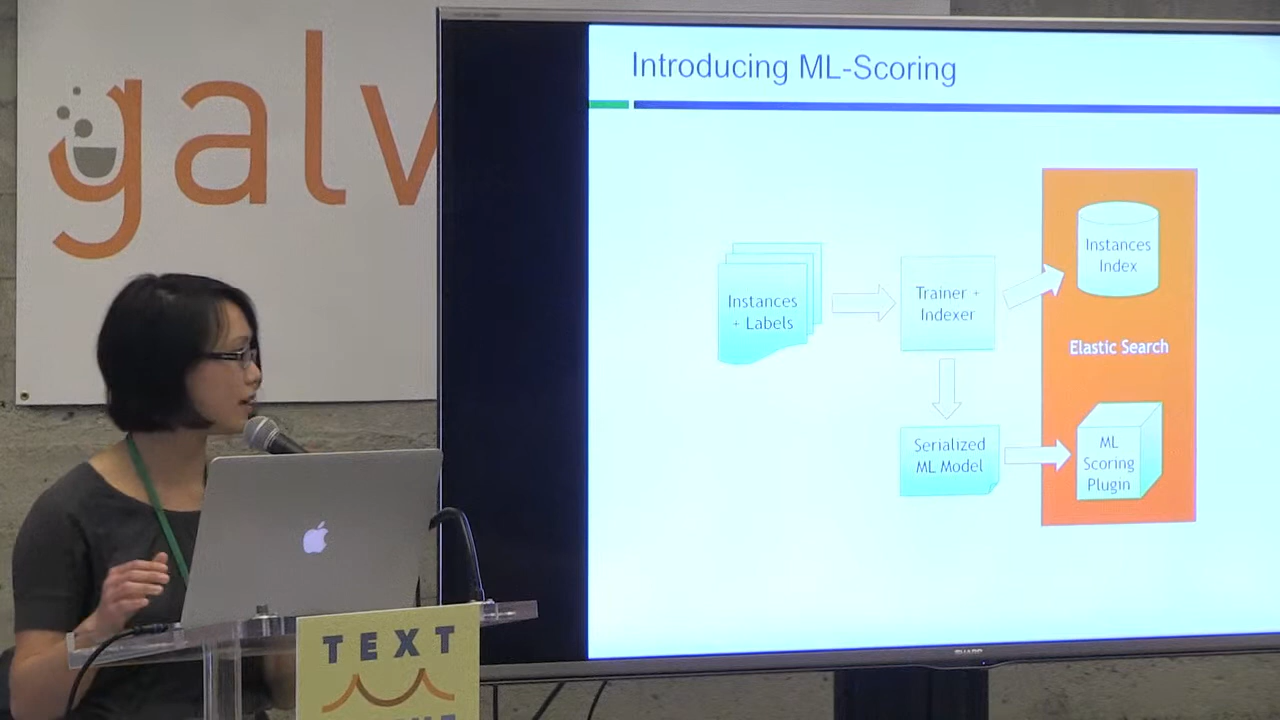 galv
Introducing ML-Scoring
Instances
+ Labels
Trainer +
Indexer
Instances
Index
Elastic Search
Serialized
ML Model
ML
Scoring
Plugin
TEXT
SHARP